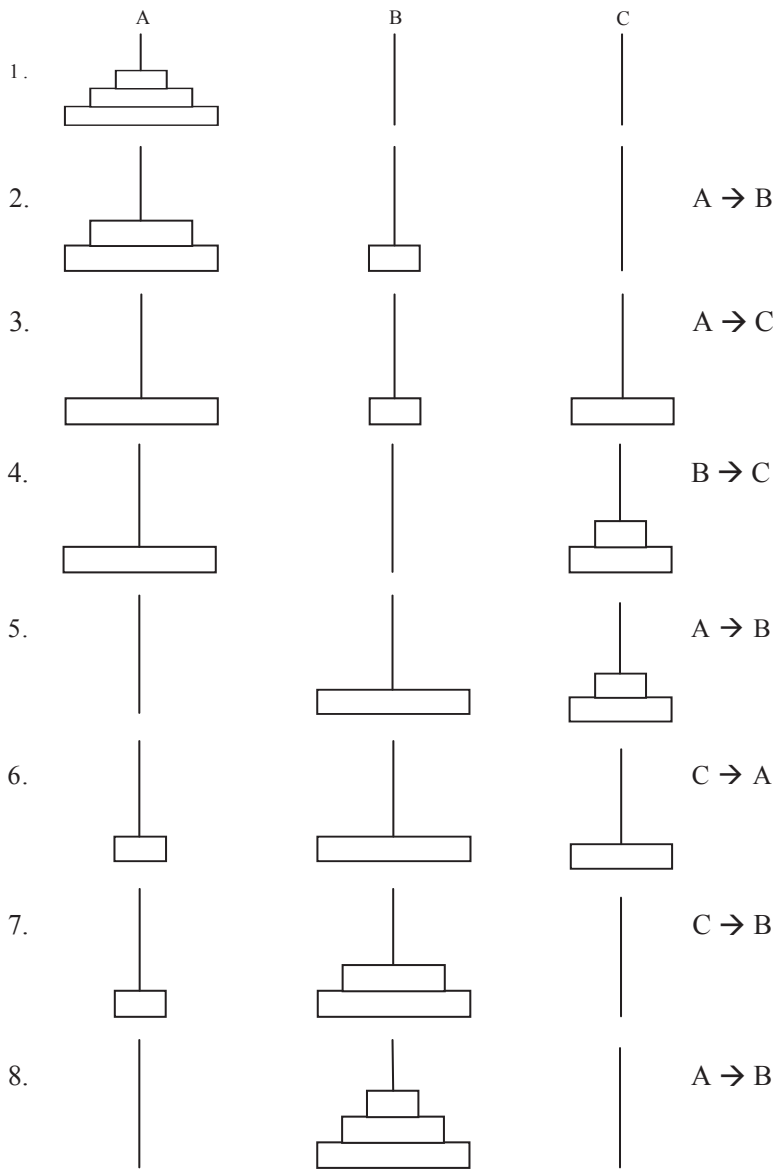 A B C
1.
2. A → B
3. A → C
4. B → C
5. A → B
6. C → A
7. C → B
8. A → B